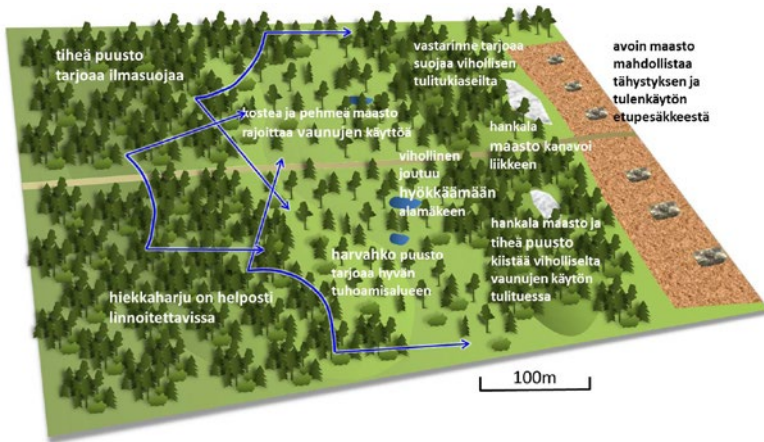 tiheä puusto
tarjoaa ilmasuojaa
vastarinne tarjoaa
suojaa vihollisen
tulitukiaseilta
avoin maasto
mahdollistaa
tähystyksen ja
tulenkäytön
etupesäkkeestä
kostea ja pehmeä maasto
rajoittaa vaunujen käyttöä
hankala
maasto kanavoi
liikkeen
vihollinen
joutuu
hyökkäämään
alamäkeen
hankala maasto ja
tiheä puusto
kiistää viholliselta
vaunujen käytön
tulituessa
harvahko puusto
tarjoaa hyvän
tuhoamisalueen
hiekkaharju on helposti
linnoitettavissa
100m